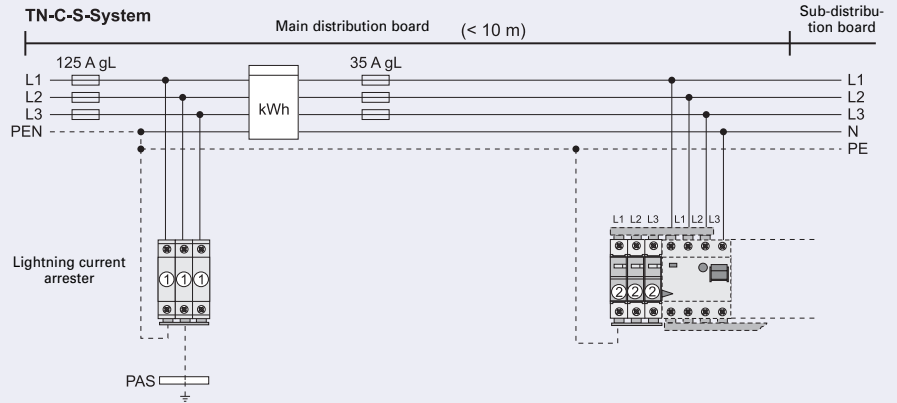 TN-C-S-System
Main distribution board
(< 10 m)
Sub-distribu-
tion board
125 A gL
35 A gL
L1
L2
L3
PEN
kWh
L1
L2
L3
N
PE
L1 L2 L3 L1 L2 L3
Lightning current
arrester
1 1 1
2 2 2
PAS